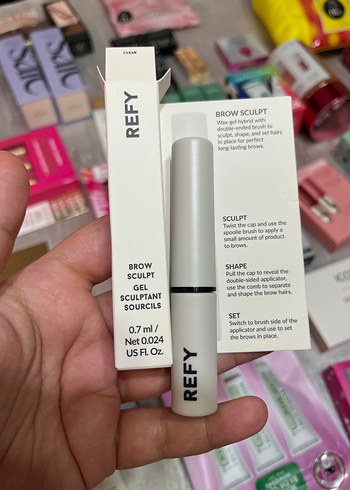 CLEAR
REFY
BROW
SCULPT
GEL
SCULPTANT
SOURCILS
0.7 ml /
Net 0.024
US Fl. Oz.
REFY
BROW SCULPT
Wax-gel hybrid with
double-ended brush to
sculpt, shape, and set hairs
in place for perfect
long-lasting brows.
SCULPT
Twist the cap and use the
spoolie brush to apply a
small amount of product
to brows.
SHAPE
Pull the cap to reveal the
double-sided applicator,
use the comb to separate
and shape the brow hairs.
SET
Switch to brush side of the
applicator and use to set
the brows in place.